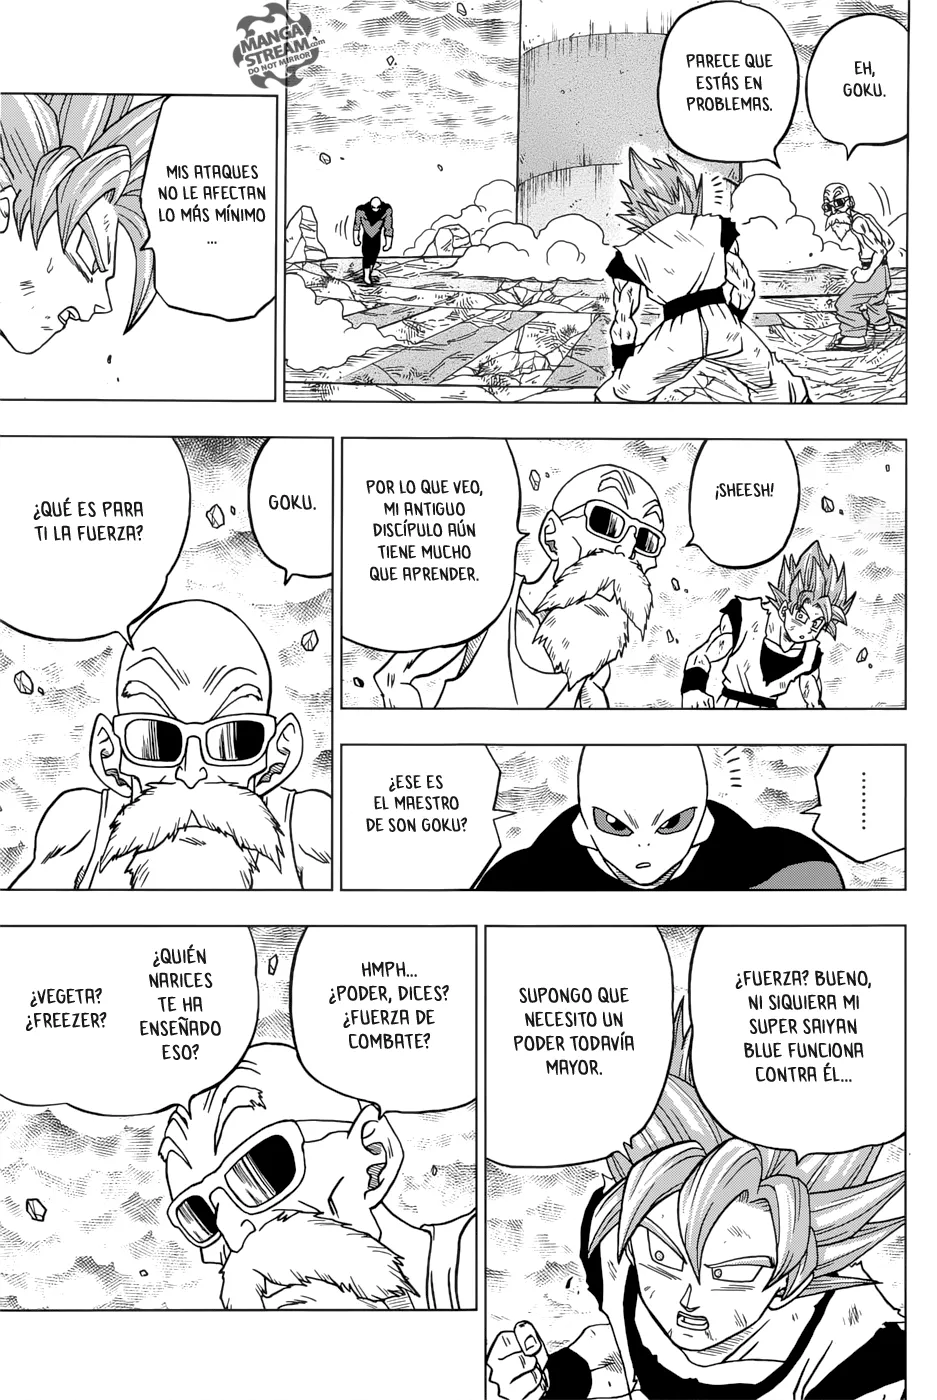 MANGA
STREAM.com
DO NOT MIRROR!
EH,
GOKU.
PARECE QUE
ESTÁS EN
PROBLEMAS.
MIS ATAQUES
NO LE AFECTAN
LO MÁS MÍNIMO
...
¡SHEESH!
POR LO QUE VEO,
MI ANTIGUO
DISCÍPULO AÚN
TIENE MUCHO
QUE APRENDER.
GOKU.
¿QUÉ ES PARA
TI LA FUERZA?
.........
¿ESE ES
EL MAESTRO
DE SON GOKU?
¿FUERZA? BUENO,
NI SIQUIERA MI
SUPER SAIYAN
BLUE FUNCIONA
CONTRA ÉL...
SUPONGO QUE
NECESITO UN
PODER TODAVÍA
MAYOR.
HMPH...
¿PODER, DICES?
¿FUERZA DE
COMBATE?
¿QUIÉN
NARICES
TE HA
ENSEÑADO
ESO?
¿VEGETA?
¿FREEZER?